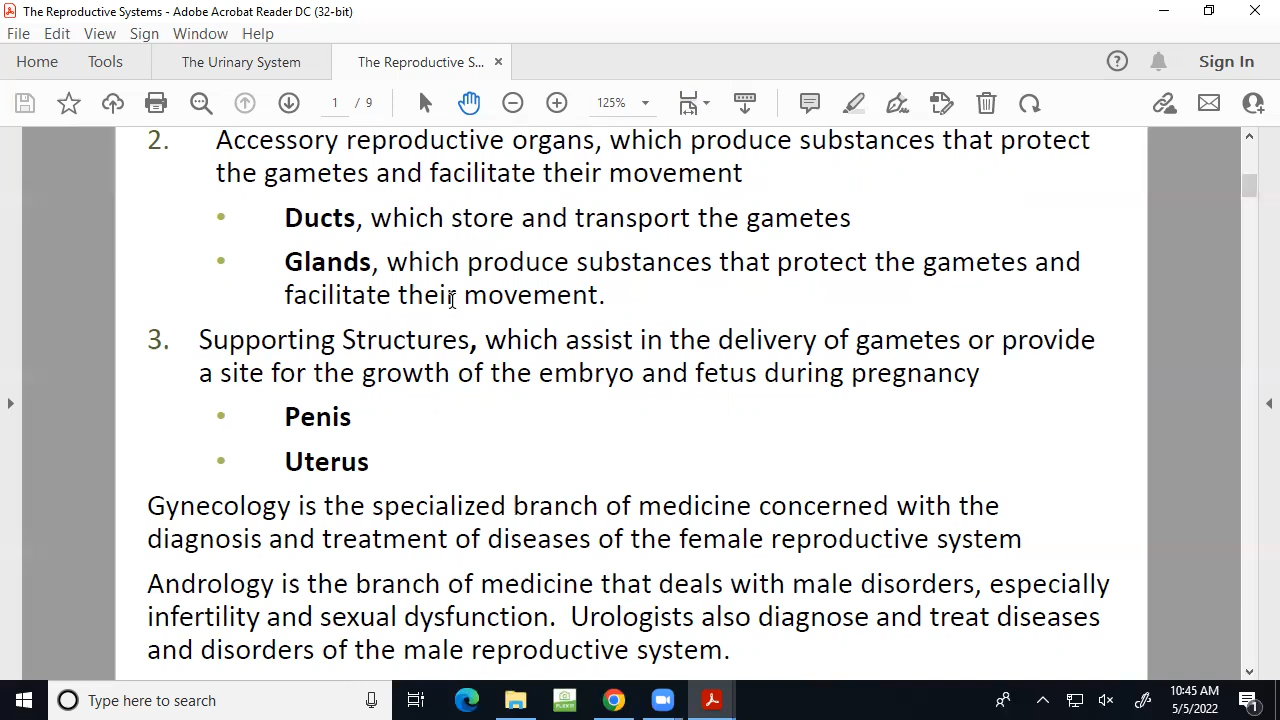 The Reproductive Systems - Adobe Acrobat Reader DC (32-bit)
File Edit View Sign Window Help
Home Tools The Urinary System The Reproductive S... × Sign In
1 / 9 125%
2. Accessory reproductive organs, which produce substances that protect
the gametes and facilitate their movement
• Ducts, which store and transport the gametes
• Glands, which produce substances that protect the gametes and
facilitate their movement.
3. Supporting Structures, which assist in the delivery of gametes or provide
a site for the growth of the embryo and fetus during pregnancy
• Penis
• Uterus
Gynecology is the specialized branch of medicine concerned with the
diagnosis and treatment of diseases of the female reproductive system
Andrology is the branch of medicine that deals with male disorders, especially
infertility and sexual dysfunction. Urologists also diagnose and treat diseases
and disorders of the male reproductive system.
Type here to search
10:45 AM
5/5/2022
1